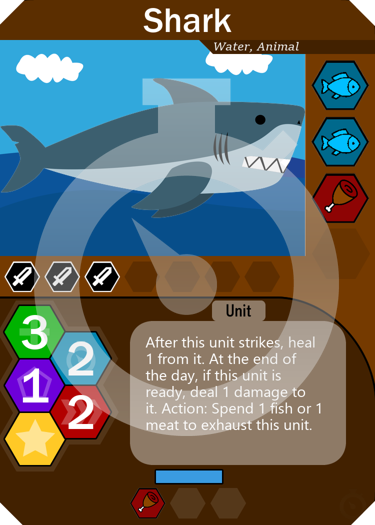 Shark
Water, Animal
Unit
3
2
1
2
After this unit strikes, heal
1 from it. At the end of
the day, if this unit is
ready, deal 1 damage to
it. Action: Spend 1 fish or 1
meat to exhaust this unit.